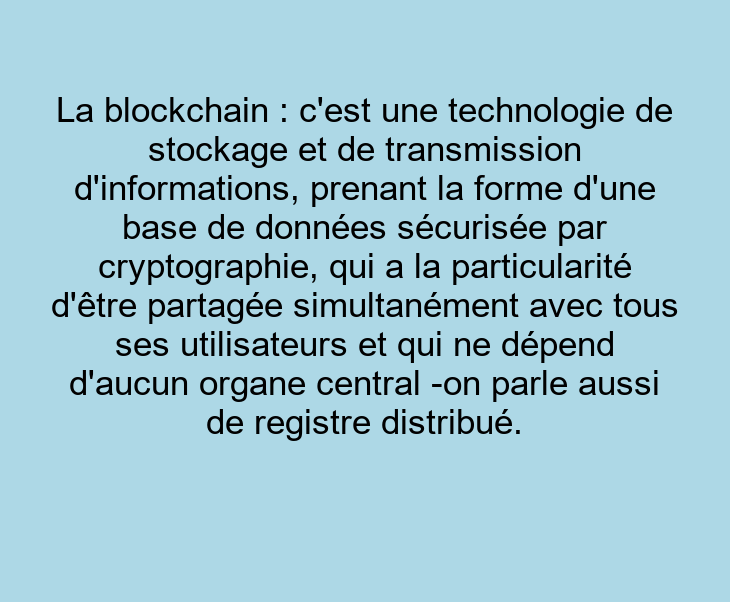 La blockchain : c'est une technologie de
stockage et de transmission
d'informations, prenant la forme d'une
base de données sécurisée par
cryptographie, qui a la particularité
d'être partagée simultanément avec tous
ses utilisateurs et qui ne dépend
d'aucun organe central -on parle aussi
de registre distribué.